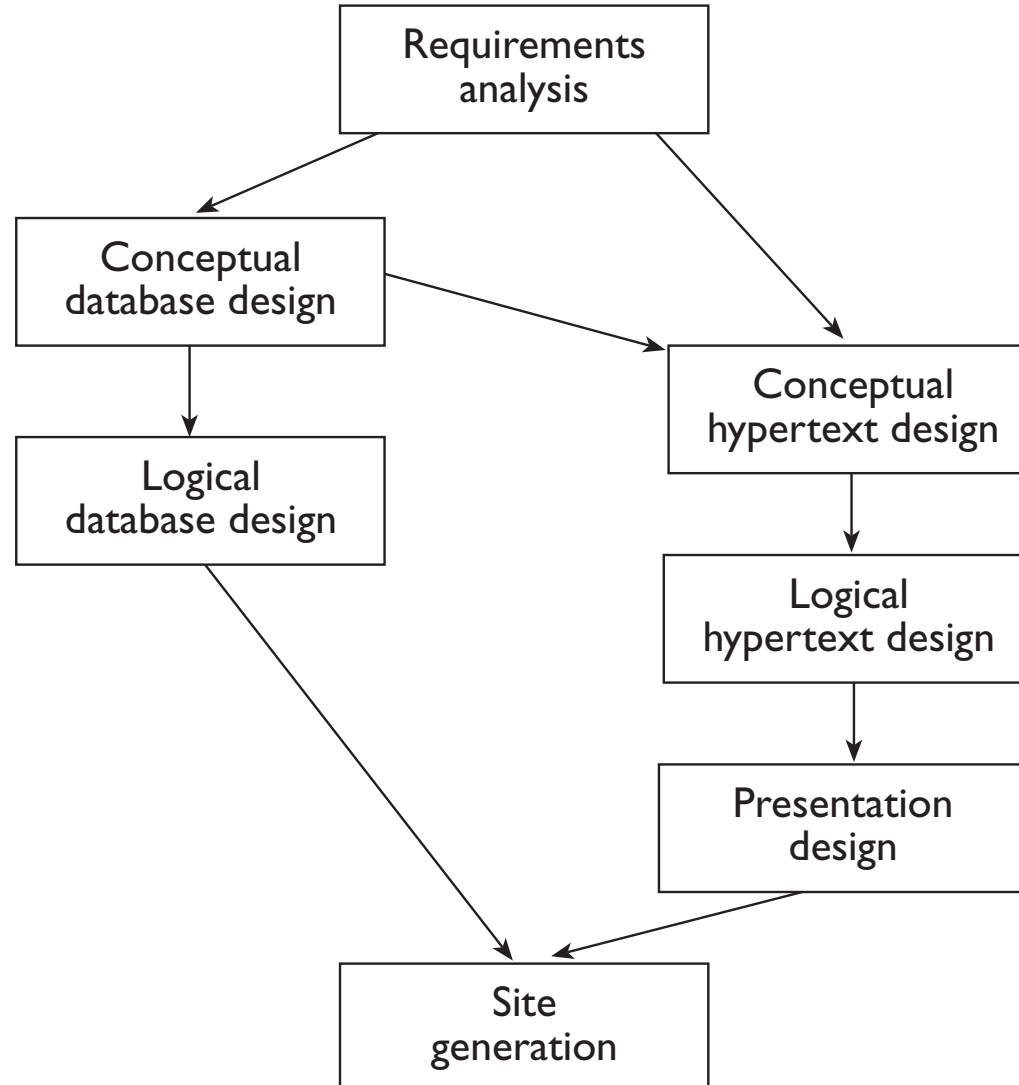 Requirements
analysis
Conceptual
database design
Conceptual
hypertext design
Logical
database design
Logical
hypertext design
Presentation
design
Site
generation